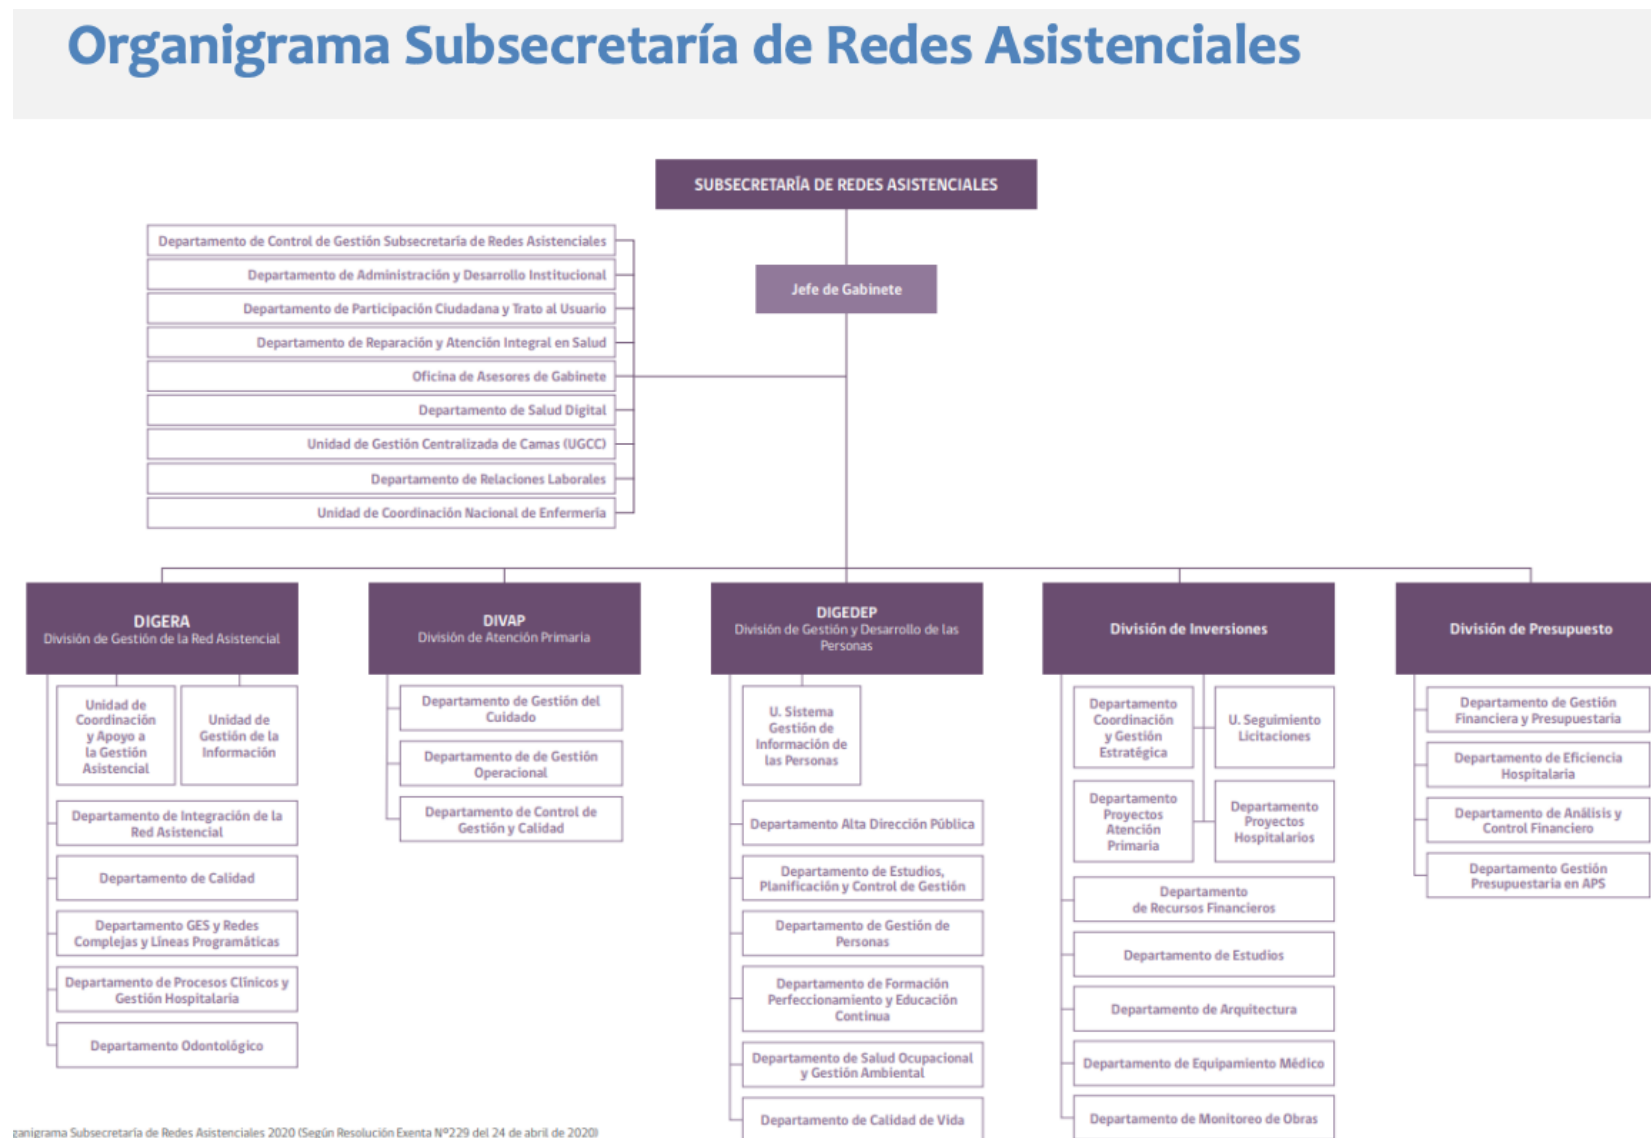 Organigrama Subsecretaría de Redes Asistenciales
SUBSECRETARÍA DE REDES ASISTENCIALES
Jefe de Gabinete
Departamento de Control de Gestión Subsecretaría de Redes Asistenciales
Departamento de Administración y Desarrollo Institucional
Departamento de Participación Ciudadana y Trato al Usuario
Departamento de Reparación y Atención Integral en Salud
Oficina de Asesores de Gabinete
Departamento de Salud Digital
Unidad de Gestión Centralizada de Camas (UGCC)
Departamento de Relaciones Laborales
Unidad de Coordinación Nacional de Enfermería
DIGERA
División de Gestión de la Red Asistencial
Unidad de
Coordinación
y Apoyo a
la Gestión
Asistencial
Unidad de
Gestión de la
Información
Departamento de Integración de la
Red Asistencial
Departamento de Calidad
Departamento GES y Redes
Complejas y Líneas Programáticas
Departamento de Procesos Clínicos y
Gestión Hospitalaria
Departamento Odontológico
DIVAP
División de Atención Primaria
Departamento de Gestión del
Cuidado
Departamento de de Gestión
Operacional
Departamento de Control de
Gestión y Calidad
DIGEDEP
División de Gestión y Desarrollo de las
Personas
U. Sistema
Gestión de
Información de
las Personas
Departamento Alta Dirección Pública
Departamento de Estudios,
Planificación y Control de Gestión
Departamento de Gestión de
Personas
Departamento de Formación
Perfeccionamiento y Educación
Continua
Departamento de Salud Ocupacional
y Gestión Ambiental
Departamento de Calidad de Vida
División de Inversiones
Departamento
Coordinación
y Gestión
Estratégica
U. Seguimiento
Licitaciones
Departamento
Proyectos
Atención
Primaria
Departamento
Proyectos
Hospitalarios
Departamento
de Recursos Financieros
Departamento de Estudios
Departamento de Arquitectura
Departamento de Equipamiento Médico
Departamento de Monitoreo de Obras
División de Presupuesto
Departamento de Gestión
Financiera y Presupuestaria
Departamento de Eficiencia
Hospitalaria
Departamento de Análisis y
Control Financiero
Departamento Gestión
Presupuestaria en APS
ganigrama Subsecretaría de Redes Asistenciales 2020 (Según Resolución Exenta Nº229 del 24 de abril de 2020)